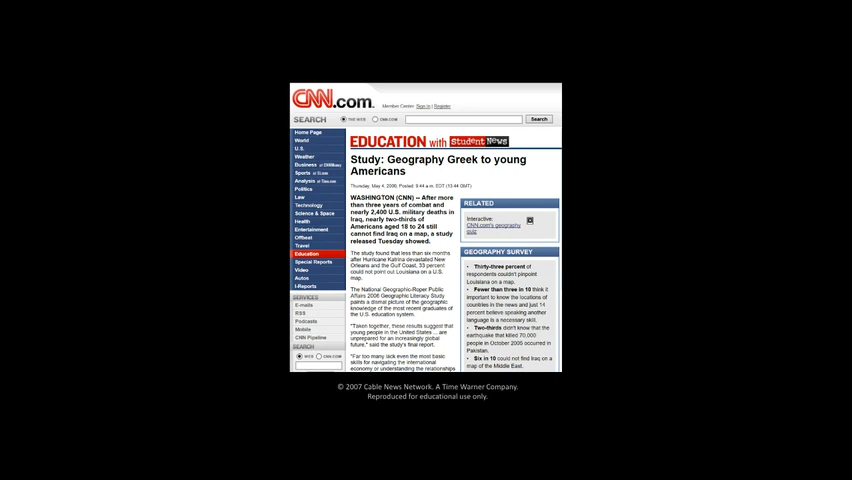 CNN.com
Member Center: Sign In | Register
SEARCH THE WEB CNN.COM Search
Home Page
World
U.S.
Weather
Business at CNNMoney
Sports at SI.com
Analysis at Time.com
Politics
Law
Technology
Science & Space
Health
Entertainment
Offbeat
Travel
Education
Special Reports
Video
Autos
I-Reports
SERVICES
E-mails
RSS
Podcasts
Mobile
CNN Pipeline
SEARCH
WEB CNN.COM
EDUCATION with Student News
Study: Geography Greek to young
Americans
Thursday, May 4, 2006; Posted: 9:44 a.m. EDT (13:44 GMT)
WASHINGTON (CNN) -- After more
than three years of combat and
nearly 2,400 U.S. military deaths in
Iraq, nearly two-thirds of
Americans aged 18 to 24 still
cannot find Iraq on a map, a study
released Tuesday showed.
The study found that less than six months
after Hurricane Katrina devastated New
Orleans and the Gulf Coast, 33 percent
could not point out Louisiana on a U.S.
map.
The National Geographic-Roper Public
Affairs 2006 Geographic Literacy Study
paints a dismal picture of the geographic
knowledge of the most recent graduates of
the U.S. education system.
"Taken together, these results suggest that
young people in the United States ... are
unprepared for an increasingly global
future," said the study's final report.
"Far too many lack even the most basic
skills for navigating the international
economy or understanding the relationships
RELATED
Interactive:
CNN.com's geography
quiz
GEOGRAPHY SURVEY
• Thirty-three percent of
respondents couldn't pinpoint
Louisiana on a map.
• Fewer than three in 10 think it
important to know the locations of
countries in the news and just 14
percent believe speaking another
language is a necessary skill.
• Two-thirds didn't know that the
earthquake that killed 70,000
people in October 2005 occurred in
Pakistan.
• Six in 10 could not find Iraq on a
map of the Middle East.
© 2007 Cable News Network. A Time Warner Company.
Reproduced for educational use only.